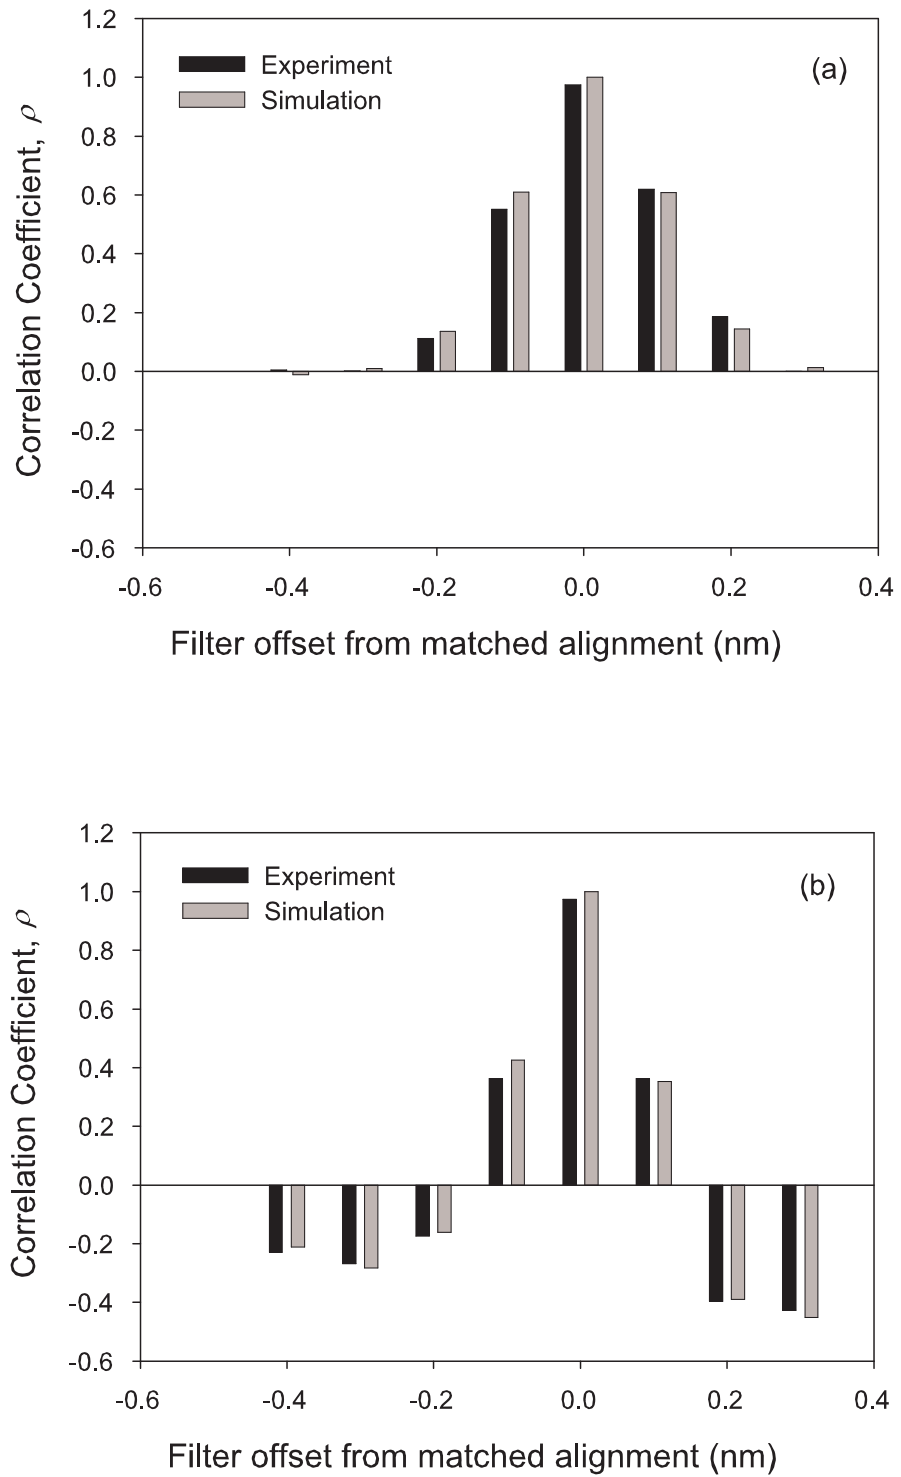 1.2
1.0
0.8
0.6
0.4
0.2
0.0
-0.2
-0.4
-0.6
Correlation Coefficient, ρ
Experiment
Simulation
(a)
-0.6 -0.4 -0.2 0.0 0.2 0.4
Filter offset from matched alignment (nm)
1.2
1.0
0.8
0.6
0.4
0.2
0.0
-0.2
-0.4
-0.6
Correlation Coefficient, ρ
Experiment
Simulation
(b)
-0.6 -0.4 -0.2 0.0 0.2 0.4
Filter offset from matched alignment (nm)